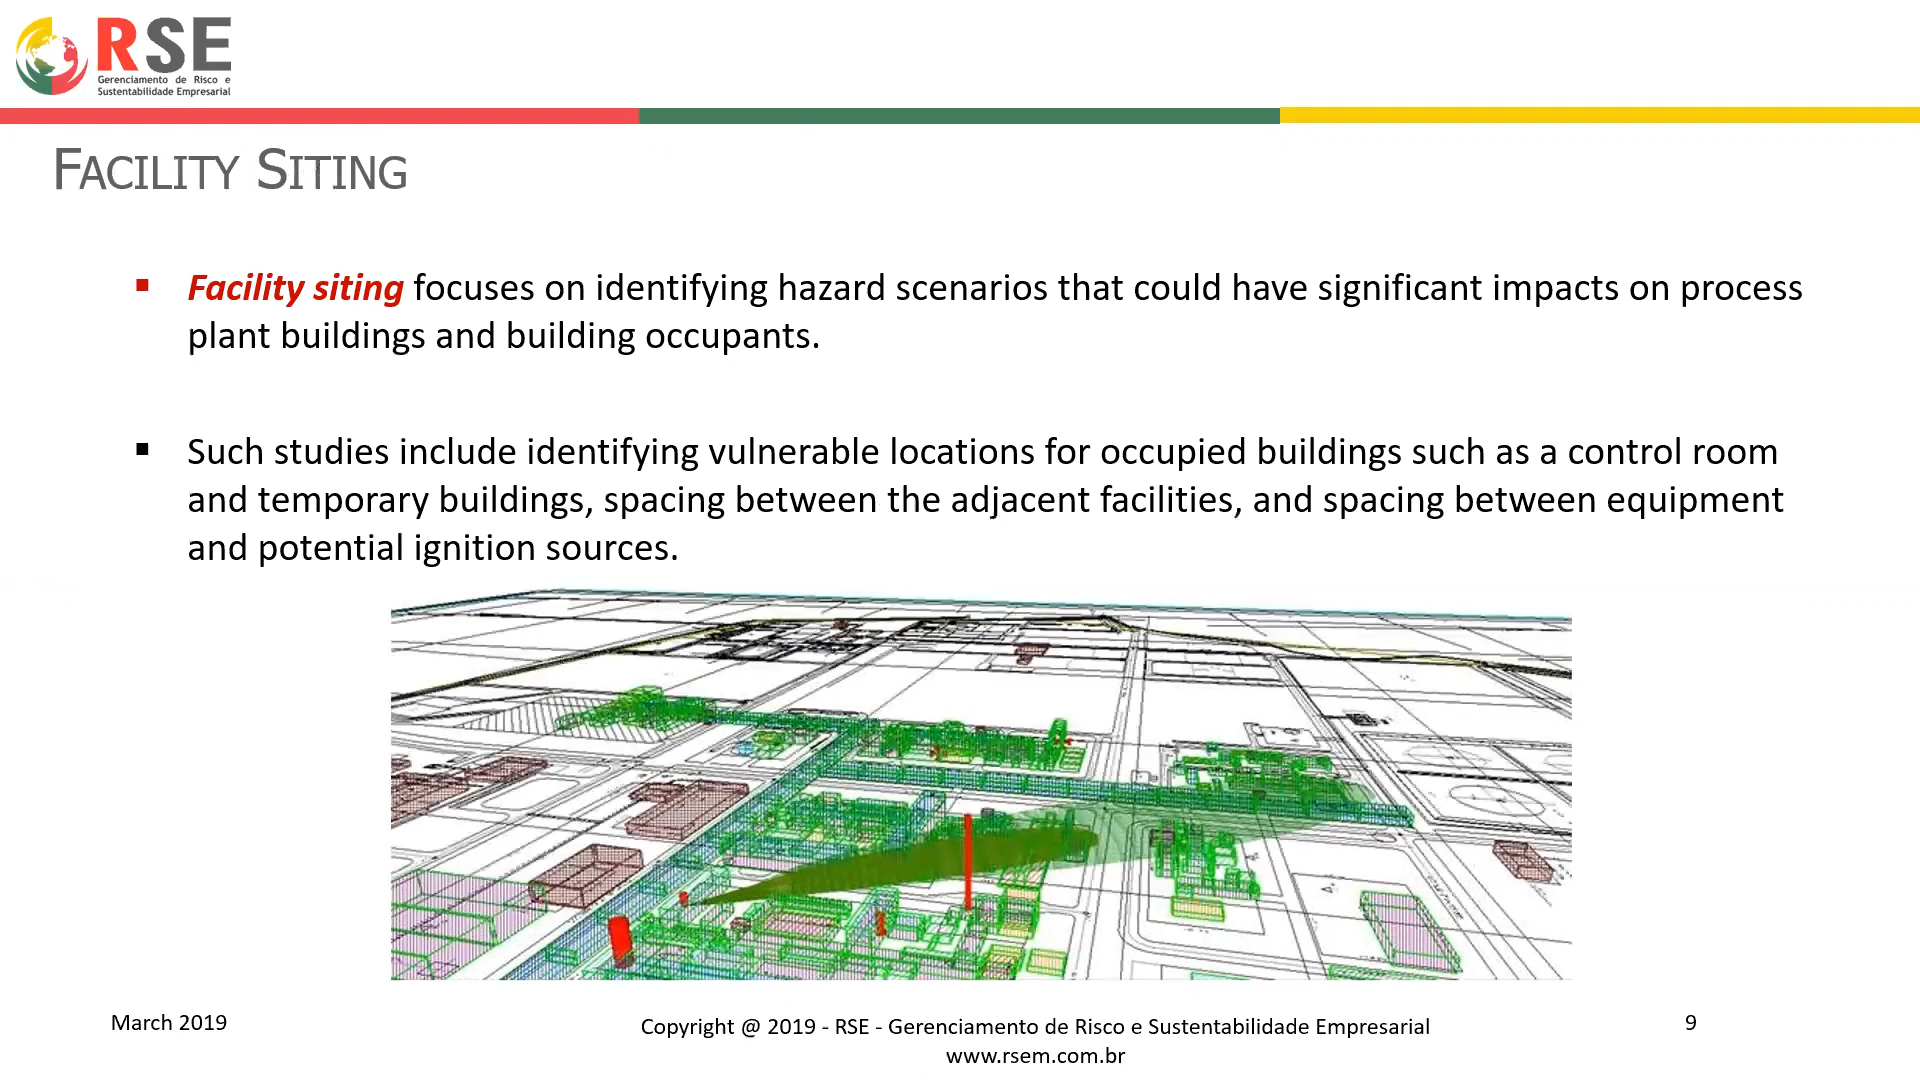 RSE
Gerenciamento de Risco e
Sustentabilidade Empresarial
FACILITY SITING
▪ Facility siting focuses on identifying hazard scenarios that could have significant impacts on process
plant buildings and building occupants.
▪ Such studies include identifying vulnerable locations for occupied buildings such as a control room
and temporary buildings, spacing between the adjacent facilities, and spacing between equipment
and potential ignition sources.
March 2019
Copyright @ 2019 - RSE - Gerenciamento de Risco e Sustentabilidade Empresarial
www.rsem.com.br
9